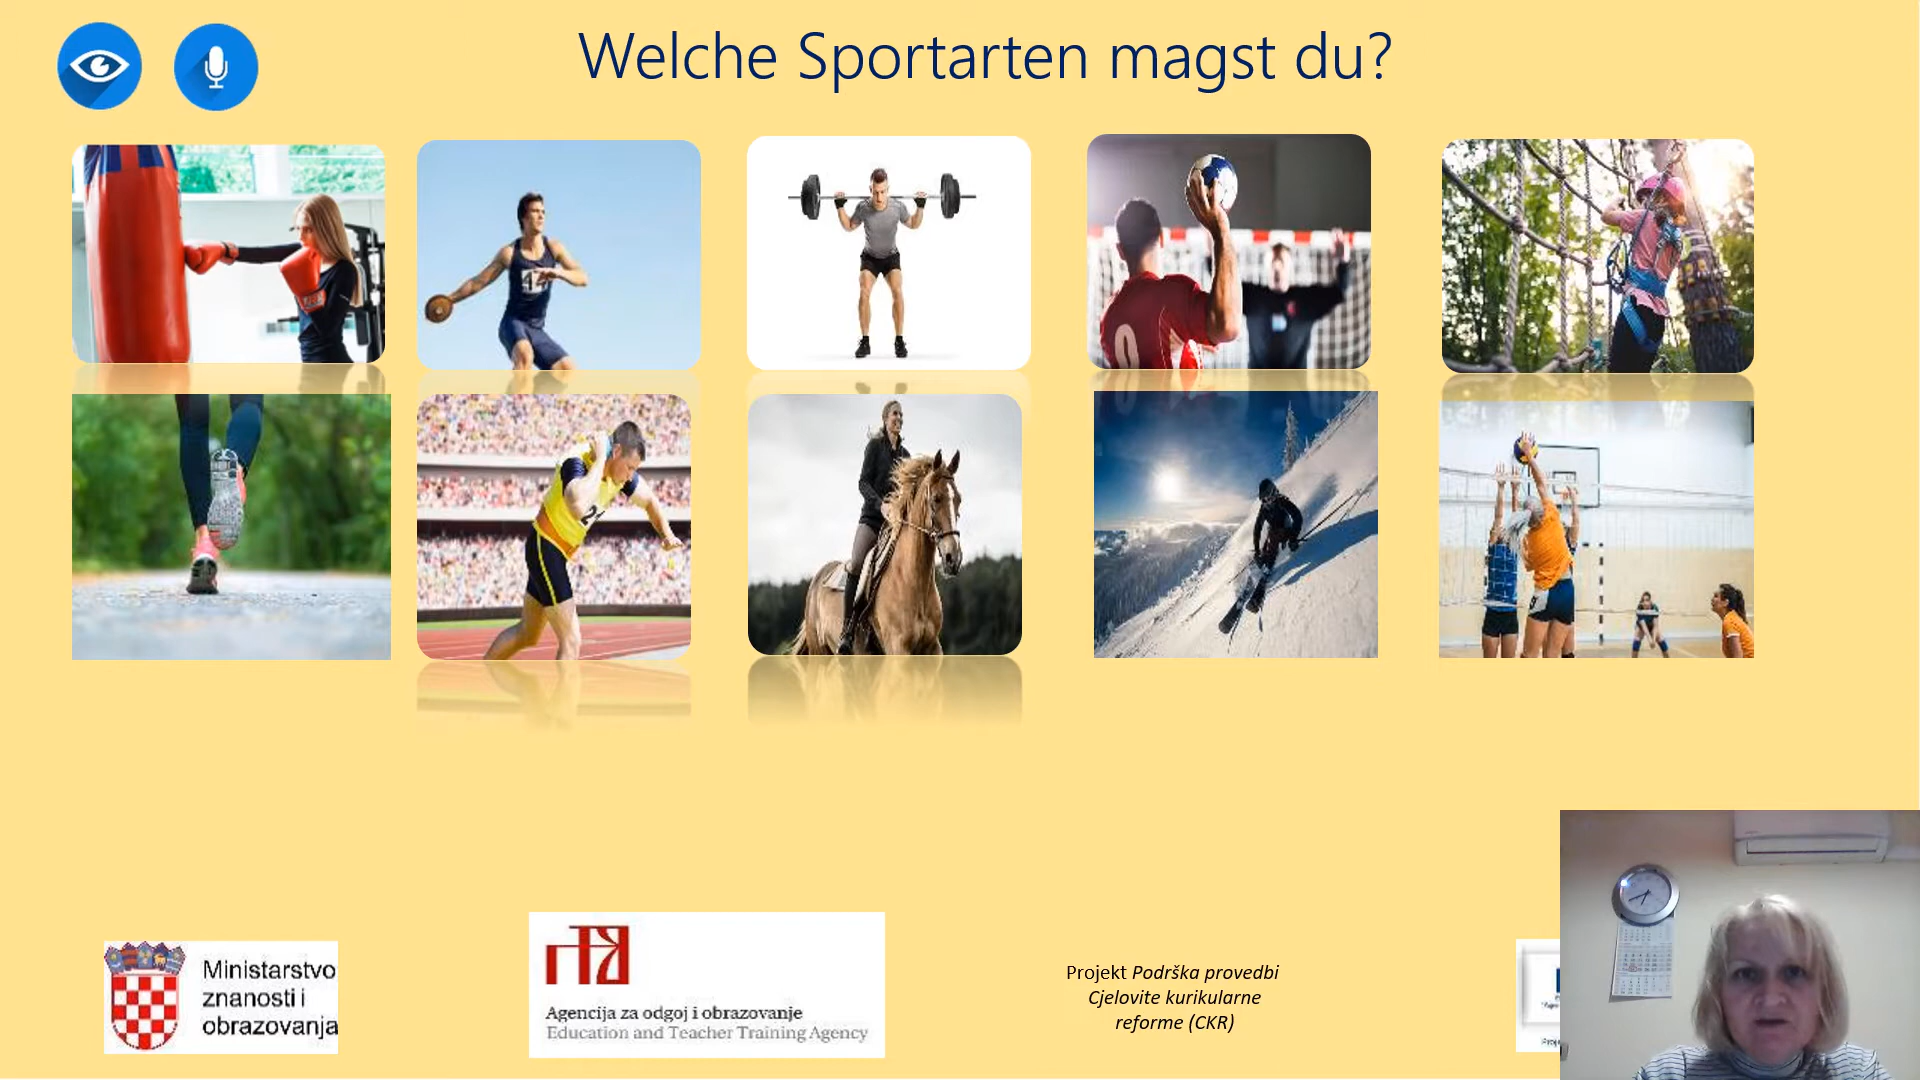 Welche Sportarten magst du?
Ministarstvo
znanosti i
obrazovanja
Agencija za odgoj i obrazovanje
Education and Teacher Training Agency
Projekt Podrška provedbi
Cjelovite kurikularne
reforme (CKR)